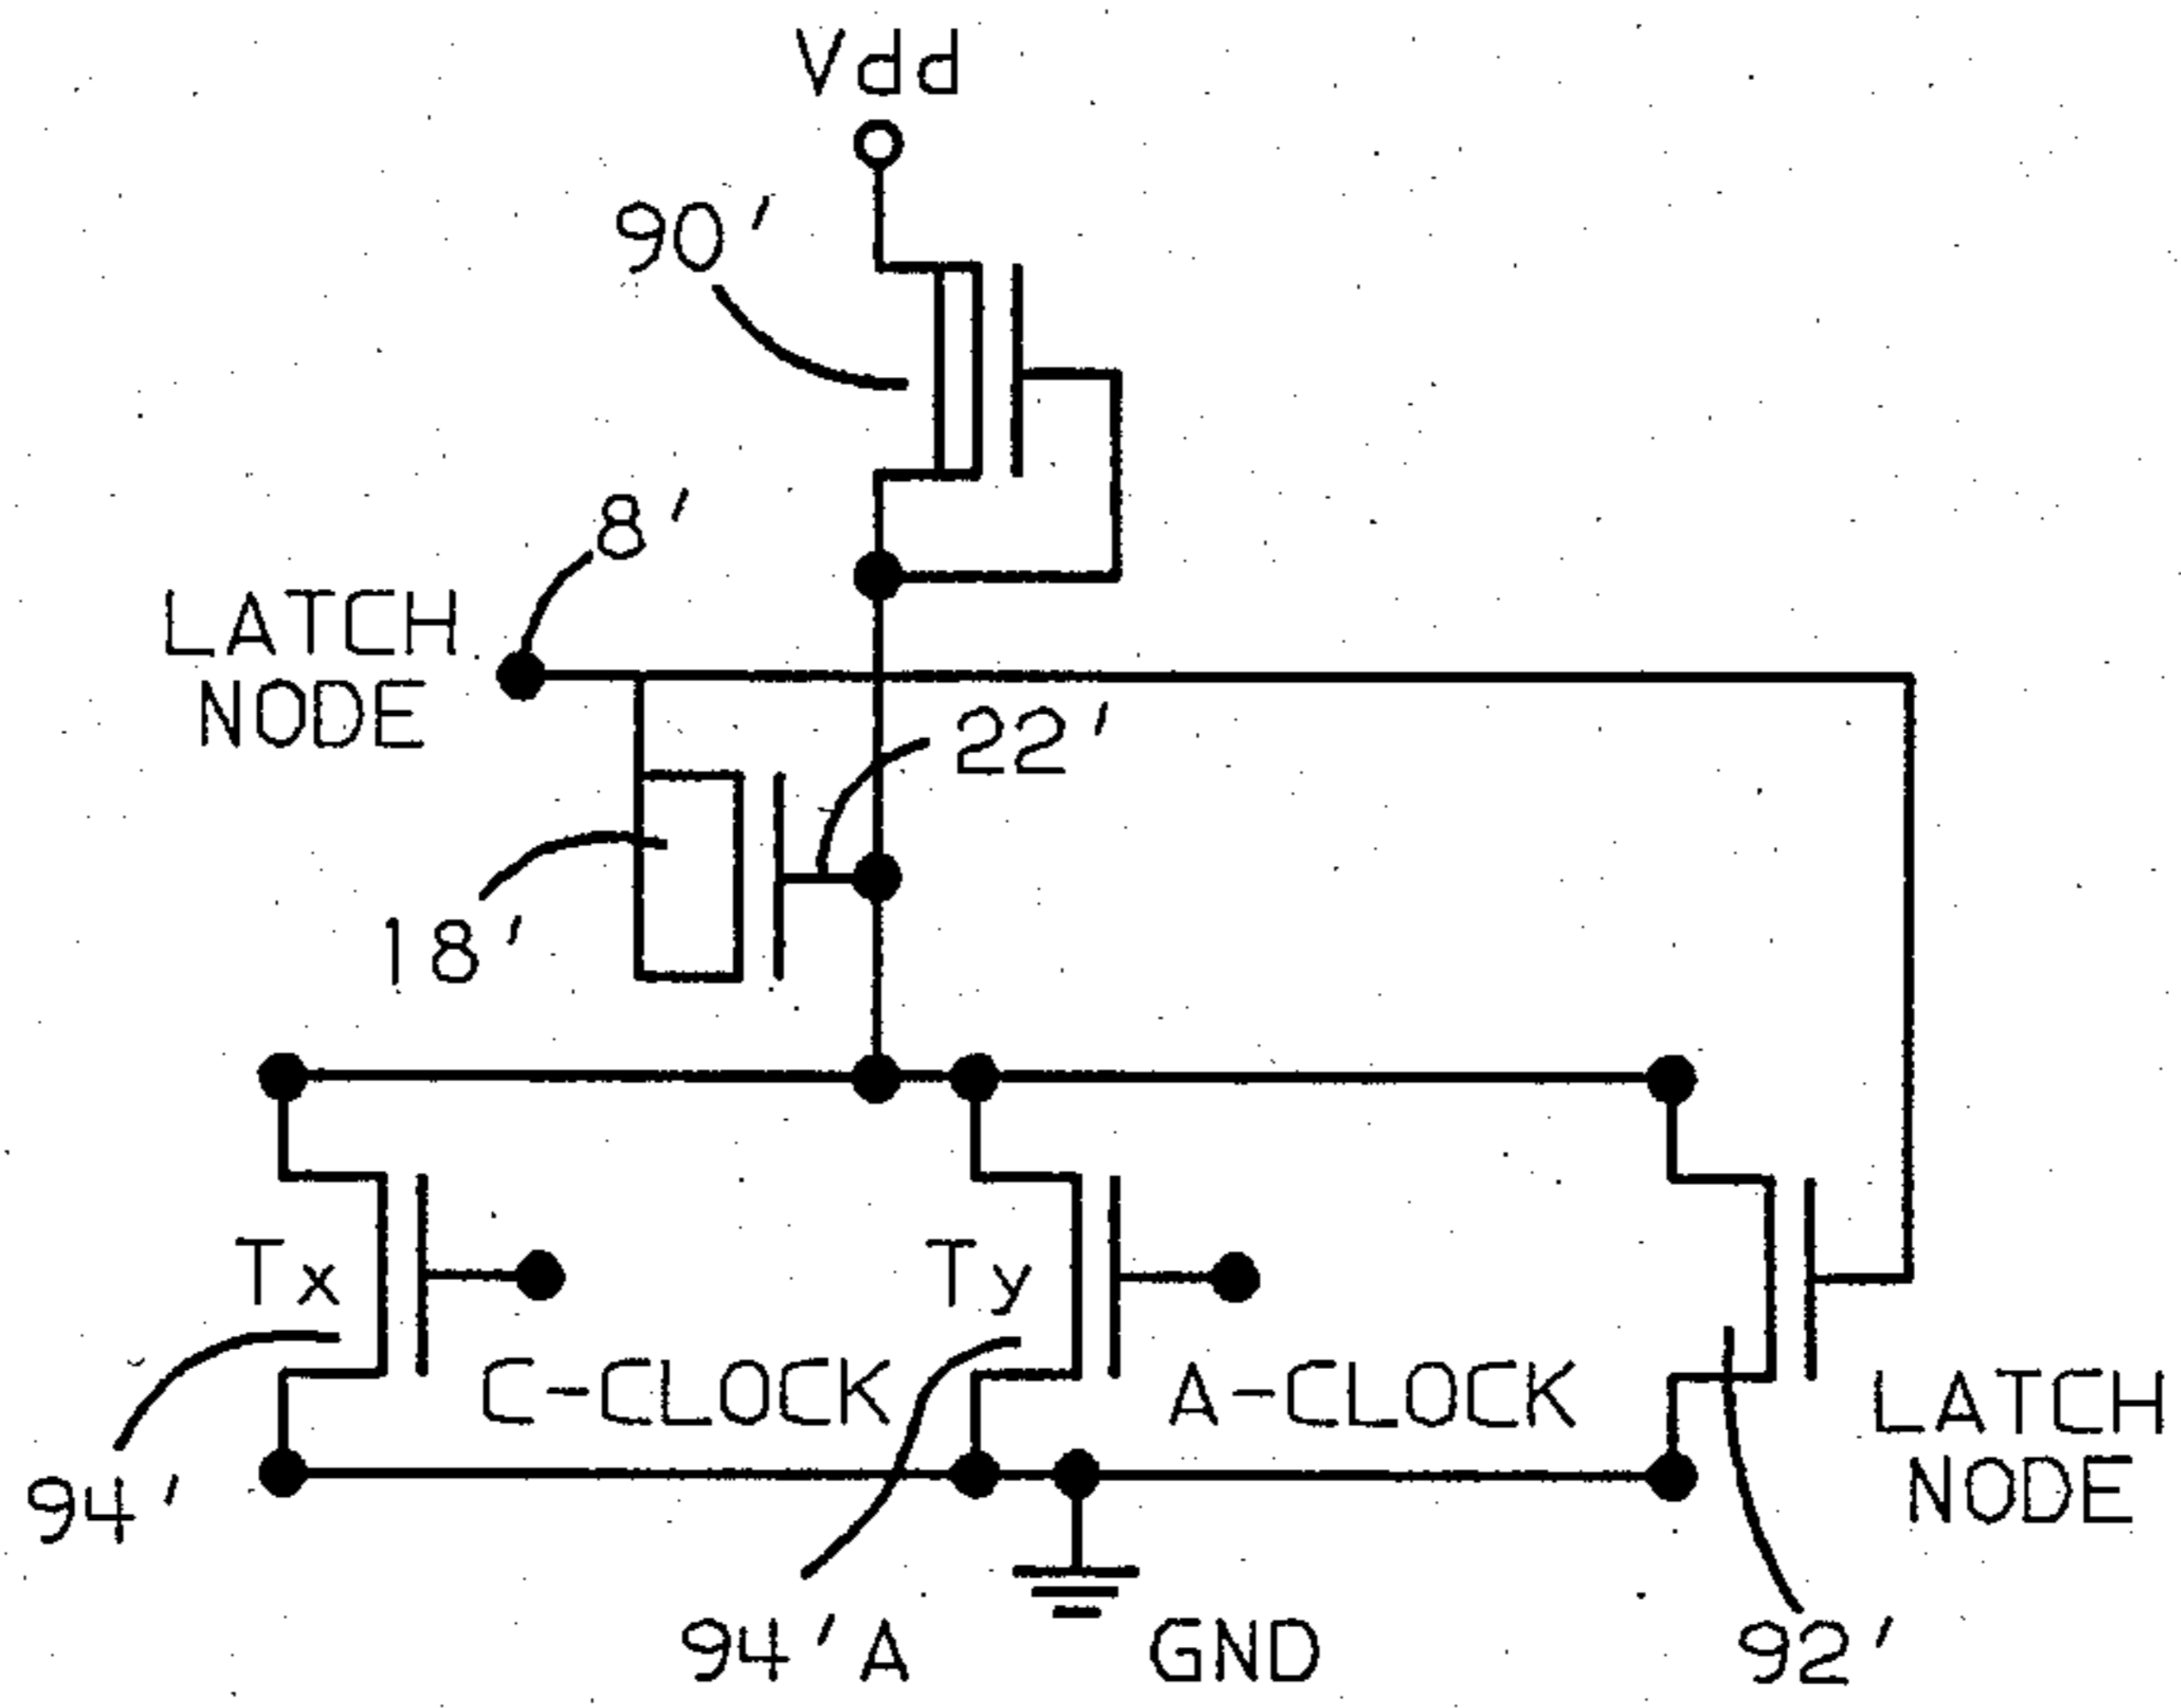 Vdd
90'
8'
LATCH
NODE
22'
18'
Tx
Ty
C-CLOCK
A-CLOCK
LATCH
NODE
94'
94'A
GND
92'